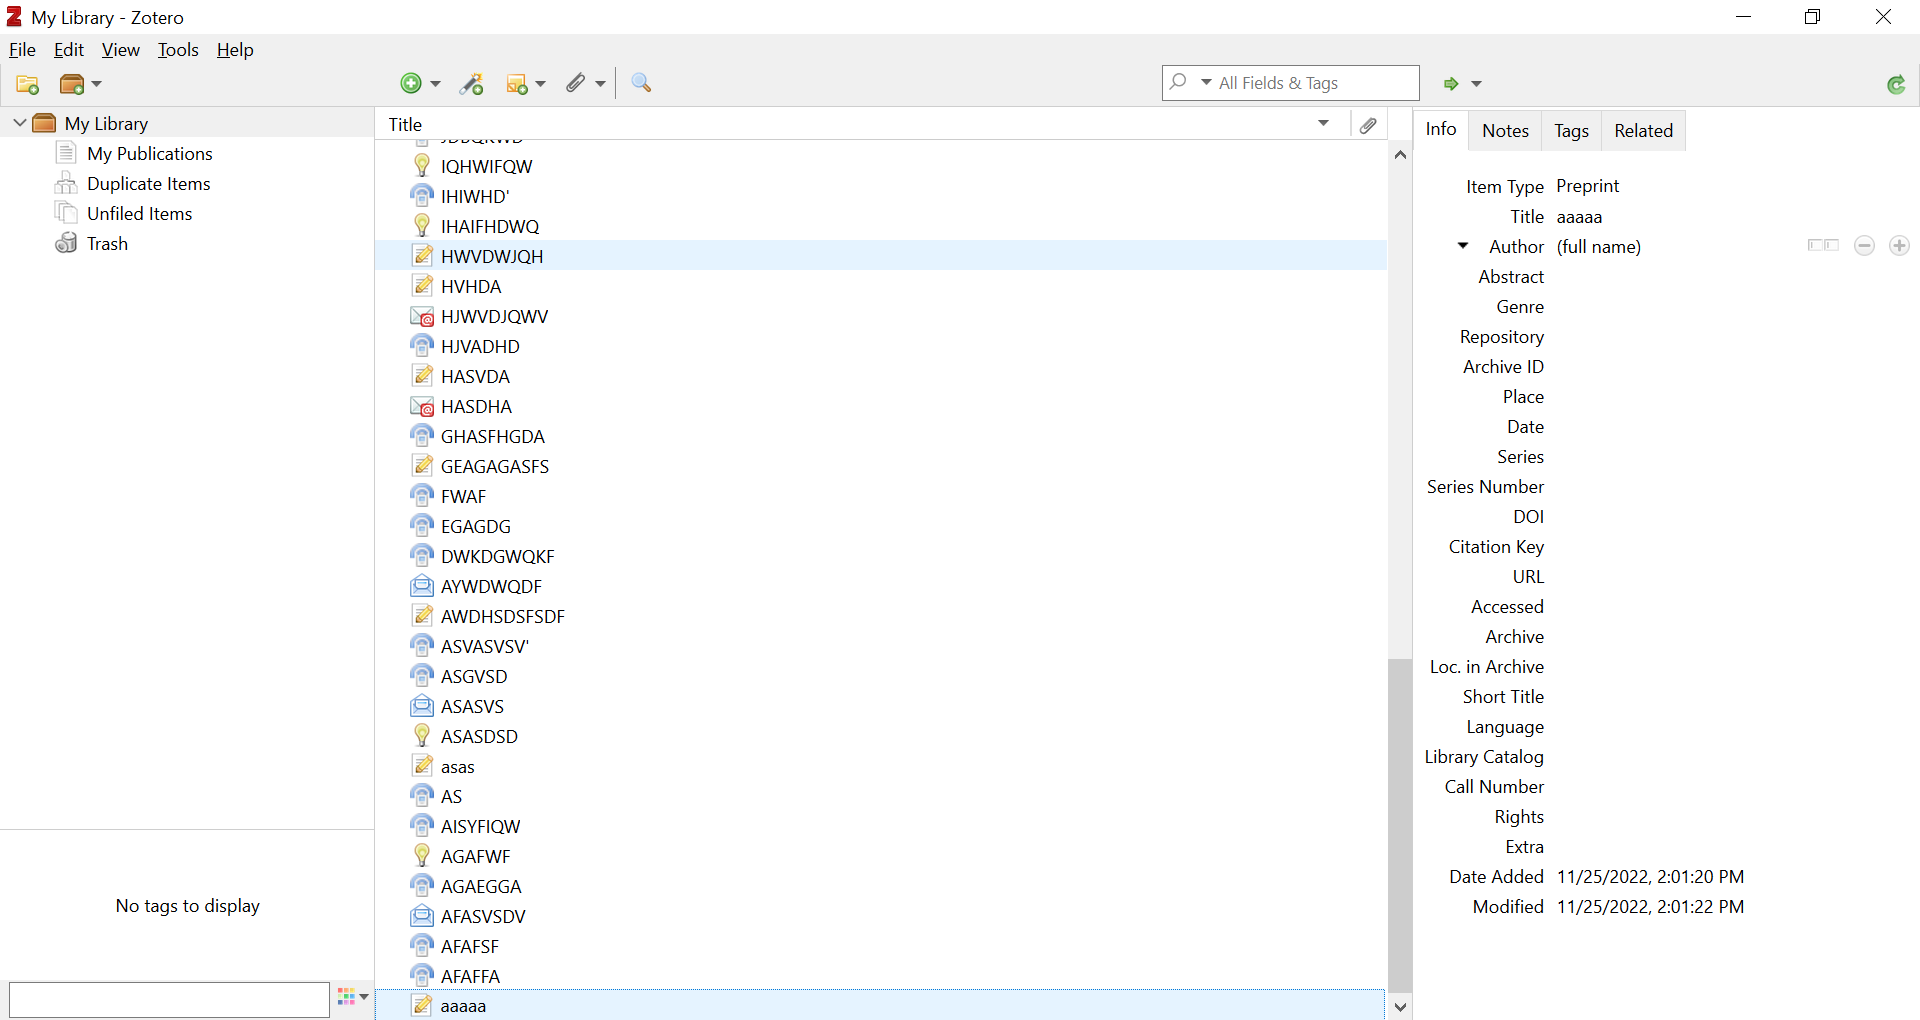 My Library - Zotero
File Edit View Tools Help
All Fields & Tags
My Library
My Publications
Duplicate Items
Unfiled Items
Trash
No tags to display
Title
IQHWIFQW
IHIWHD'
IHAIFHDWQ
HWVDWJQH
HVHDA
HJWVDJQWV
HJVADHD
HASVDA
HASDHA
GHASFHGDA
GEAGAGASFS
FWAF
EGAGDG
DWKDGWQKF
AYWDWQDF
AWDHSDSFSDF
ASVASVSV'
ASGVSD
ASASVS
ASASDSD
asas
AS
AISYFIQW
AGAFWF
AGAEGGA
AFASVSDV
AFAFSF
AFAFFA
aaaaa
Info Notes Tags Related
Item Type Preprint
Title aaaaa
Author (full name)
Abstract
Genre
Repository
Archive ID
Place
Date
Series
Series Number
DOI
Citation Key
URL
Accessed
Archive
Loc. in Archive
Short Title
Language
Library Catalog
Call Number
Rights
Extra
Date Added 11/25/2022, 2:01:20 PM
Modified 11/25/2022, 2:01:22 PM